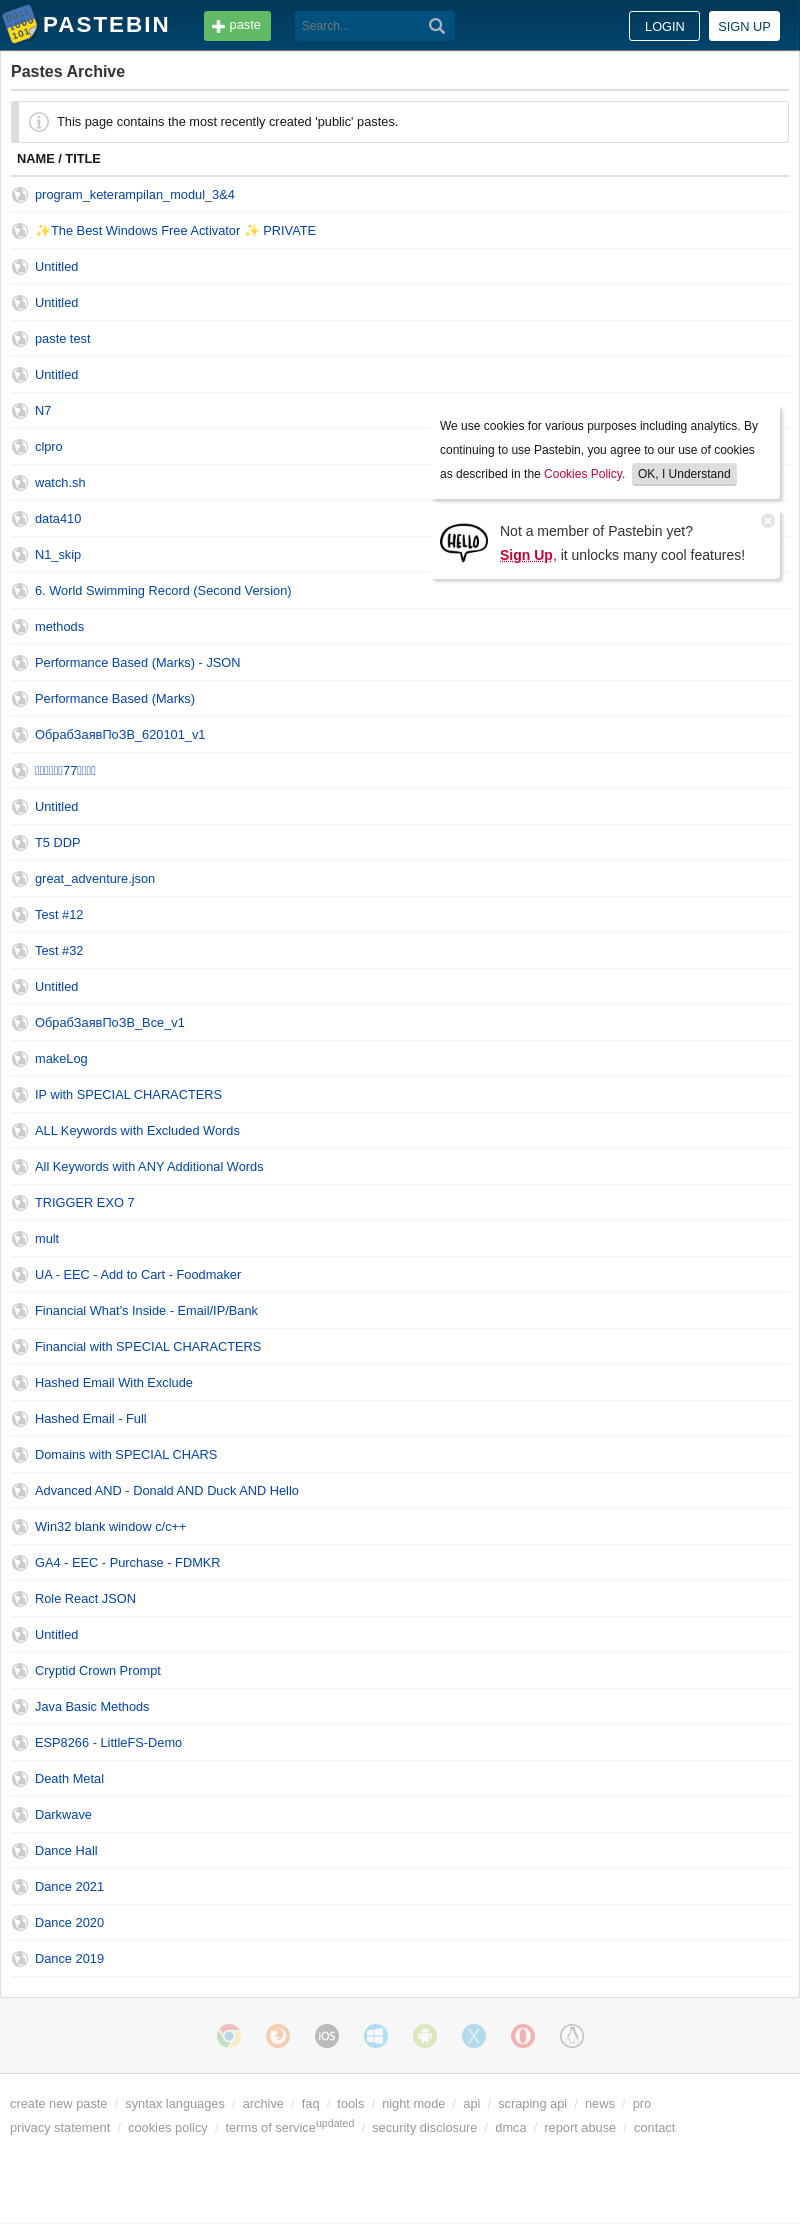 PASTEBIN
paste
Search...
LOGIN
SIGN UP
Pastes Archive
This page contains the most recently created 'public' pastes.
NAME / TITLE
program_keterampilan_modul_3&4
✨The Best Windows Free Activator ✨ PRIVATE
Untitled
Untitled
paste test
Untitled
N7
clpro
watch.sh
data410
N1_skip
We use cookies for various purposes including analytics. By
continuing to use Pastebin, you agree to our use of cookies
as described in the Cookies Policy. OK, I Understand
HELLO
Not a member of Pastebin yet?
Sign Up, it unlocks many cool features!
6. World Swimming Record (Second Version)
methods
Performance Based (Marks) - JSON
Performance Based (Marks)
ОбрабЗаявПоЗВ_620101_v1
77
Untitled
T5 DDP
great_adventure.json
Test #12
Test #32
Untitled
ОбрабЗаявПоЗВ_Все_v1
makeLog
IP with SPECIAL CHARACTERS
ALL Keywords with Excluded Words
All Keywords with ANY Additional Words
TRIGGER EXO 7
mult
UA - EEC - Add to Cart - Foodmaker
Financial What's Inside - Email/IP/Bank
Financial with SPECIAL CHARACTERS
Hashed Email With Exclude
Hashed Email - Full
Domains with SPECIAL CHARS
Advanced AND - Donald AND Duck AND Hello
Win32 blank window c/c++
GA4 - EEC - Purchase - FDMKR
Role React JSON
Untitled
Cryptid Crown Prompt
Java Basic Methods
ESP8266 - LittleFS-Demo
Death Metal
Darkwave
Dance Hall
Dance 2021
Dance 2020
Dance 2019
iOS
create new paste / syntax languages / archive / faq / tools / night mode / api / scraping api / news / pro
privacy statement / cookies policy / terms of service updated / security disclosure / dmca / report abuse / contact